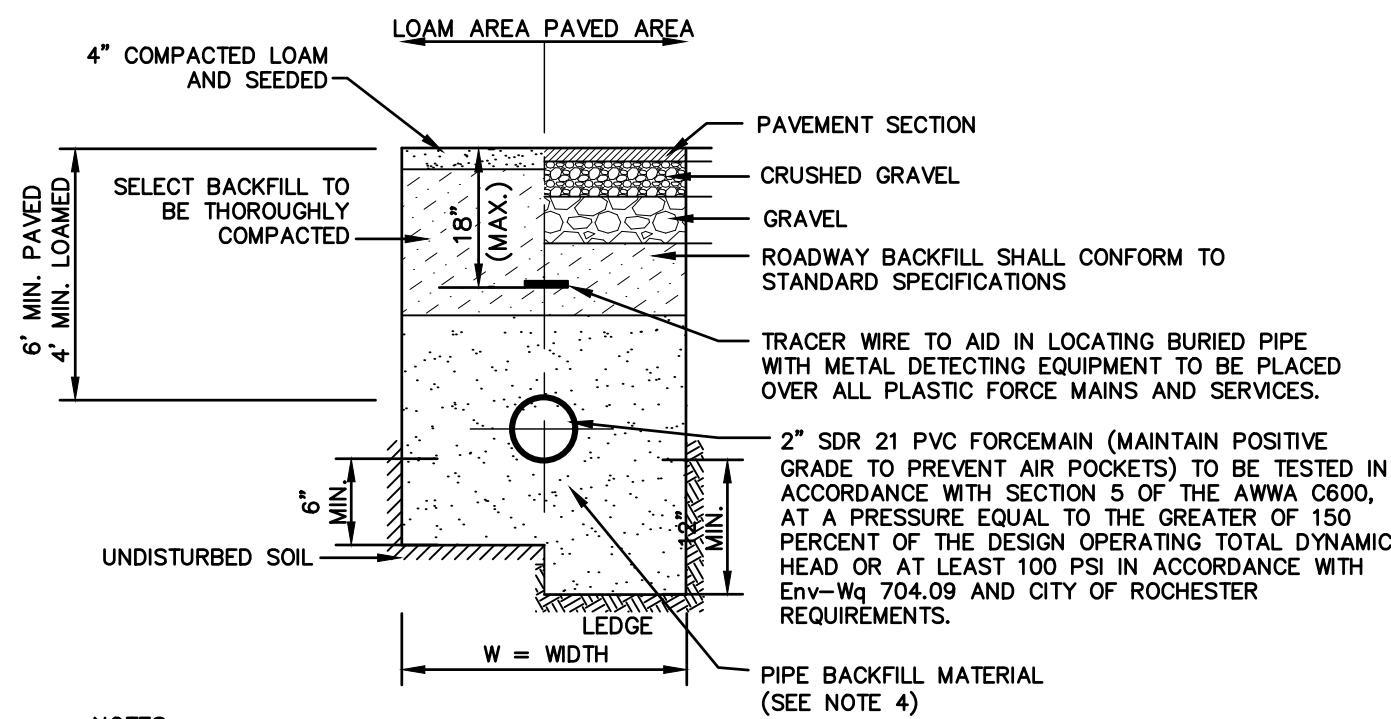 LOAM AREA PAVED AREA
4" COMPACTED LOAM
AND SEEDED
PAVEMENT SECTION
CRUSHED GRAVEL
GRAVEL
SELECT BACKFILL TO
BE THOROUGHLY
COMPACTED
18"
(MAX.)
6' MIN. PAVED
4' MIN. LOAMED
ROADWAY BACKFILL SHALL CONFORM TO
STANDARD SPECIFICATIONS
TRACER WIRE TO AID IN LOCATING BURIED PIPE
WITH METAL DETECTING EQUIPMENT TO BE PLACED
OVER ALL PLASTIC FORCE MAINS AND SERVICES.
2" SDR 21 PVC FORCEMAIN (MAINTAIN POSITIVE
GRADE TO PREVENT AIR POCKETS) TO BE TESTED IN
ACCORDANCE WITH SECTION 5 OF THE AWWA C600,
AT A PRESSURE EQUAL TO THE GREATER OF 150
PERCENT OF THE DESIGN OPERATING TOTAL DYNAMIC
HEAD OR AT LEAST 100 PSI IN ACCORDANCE WITH
Env-Wq 704.09 AND CITY OF ROCHESTER
REQUIREMENTS.
6"
MIN.
12"
MIN.
UNDISTURBED SOIL
LEDGE
W = WIDTH
PIPE BACKFILL MATERIAL
(SEE NOTE 4)